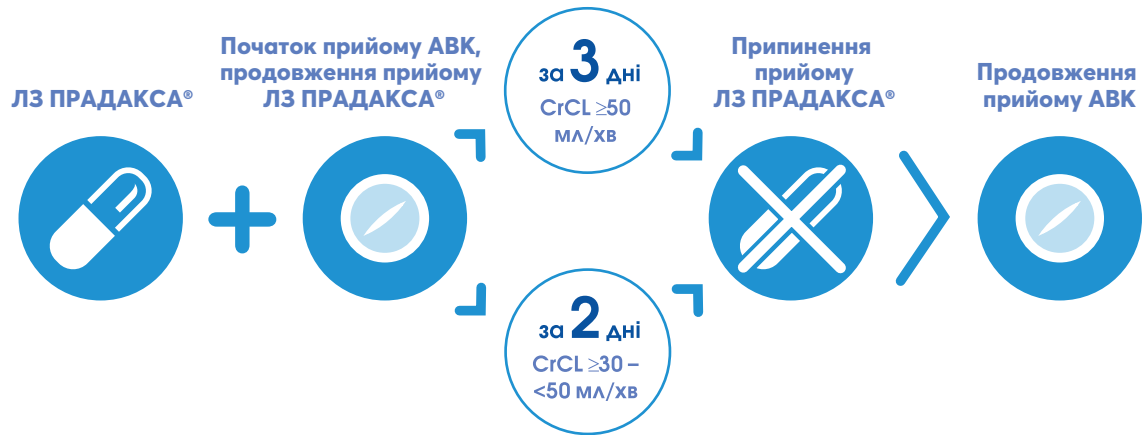 ЛЗ ПРАДАКСА®
Початок прийому АВК,
продовження прийому
ЛЗ ПРАДАКСА®
за 3 дні
CrCL ≥50
мл/хв
за 2 дні
CrCL ≥30 –
<50 мл/хв
Припинення
прийому
ЛЗ ПРАДАКСА®
Продовження
прийому АВК